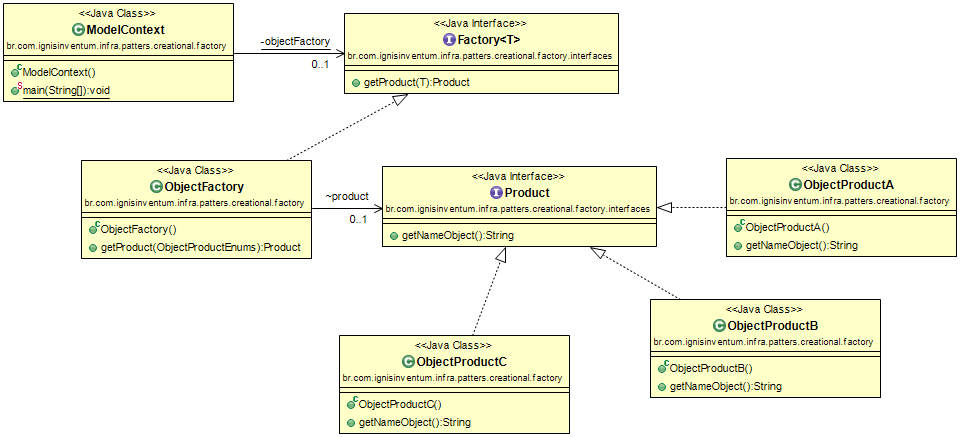 <<Java Class>>
ModelContext
br.com.ignisinventum.infra.patters.creational.factory
ModelContext()
main(String[]):void
-objectFactory
0..1
<<Java Interface>>
Factory<T>
br.com.ignisinventum.infra.patters.creational.factory.interfaces
getProduct(T):Product
<<Java Class>>
ObjectFactory
br.com.ignisinventum.infra.patters.creational.factory
ObjectFactory()
getProduct(ObjectProductEnums):Product
~product
0..1
<<Java Interface>>
Product
br.com.ignisinventum.infra.patters.creational.factory.interfaces
getNameObject():String
<<Java Class>>
ObjectProductA
br.com.ignisinventum.infra.patters.creational.factory
ObjectProductA()
getNameObject():String
<<Java Class>>
ObjectProductB
br.com.ignisinventum.infra.patters.creational.factory
ObjectProductB()
getNameObject():String
<<Java Class>>
ObjectProductC
br.com.ignisinventum.infra.patters.creational.factory
ObjectProductC()
getNameObject():String